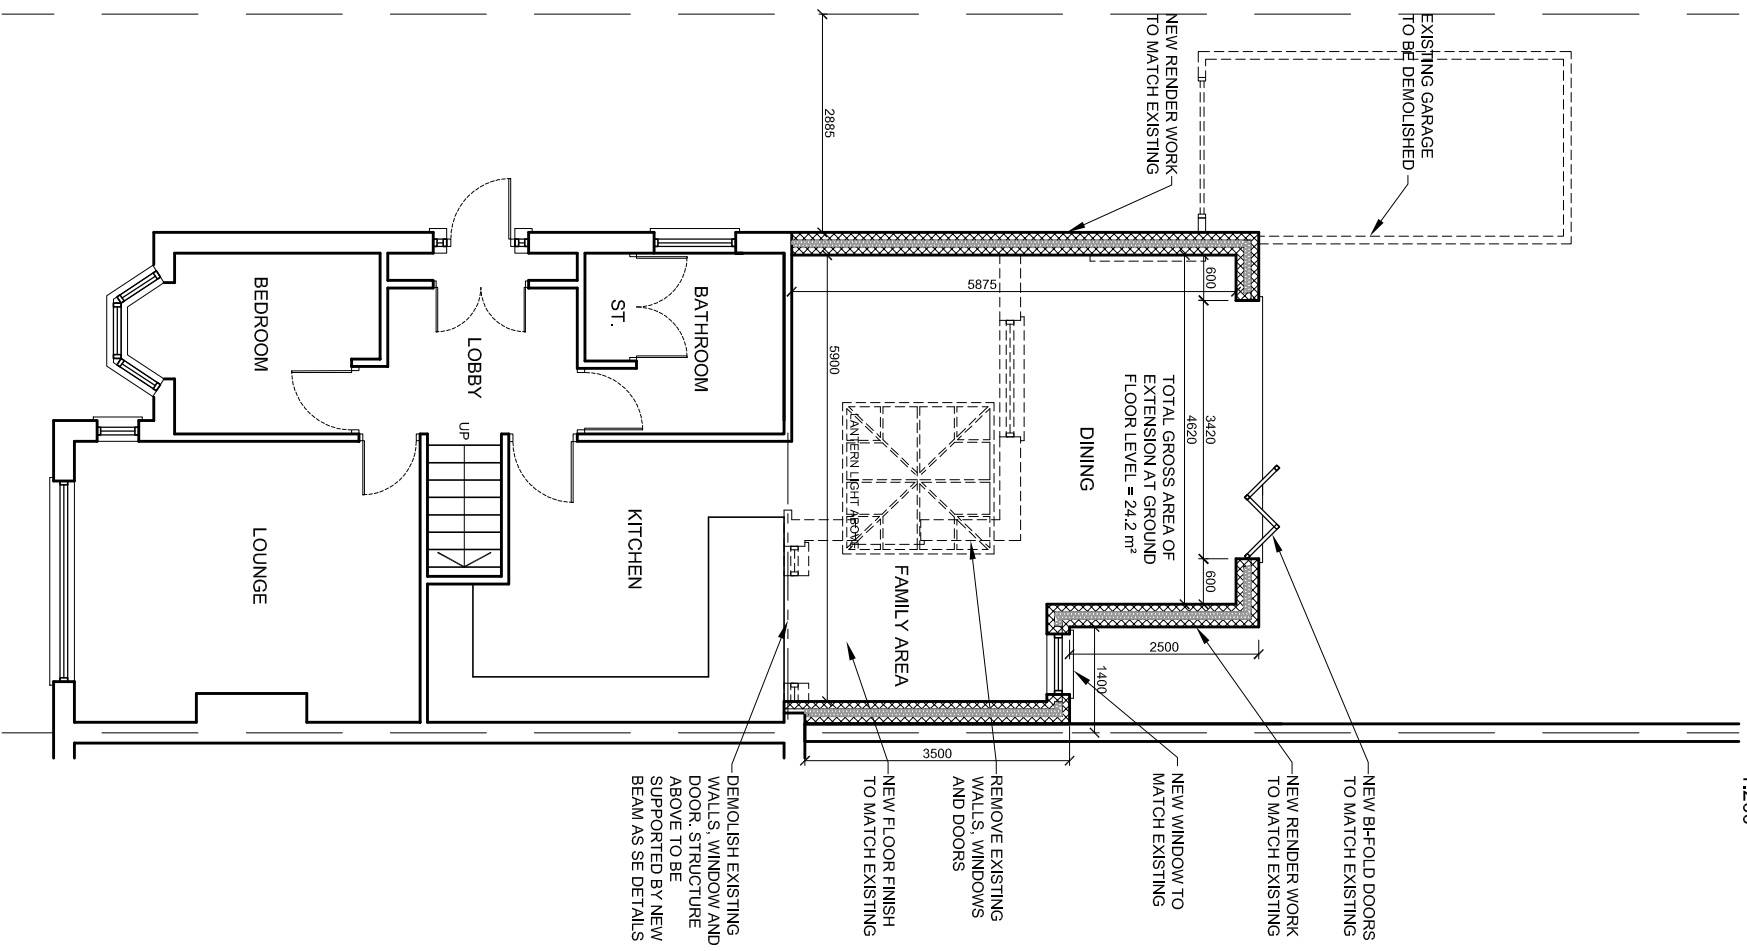 EXISTING GARAGE
TO BE DEMOLISHED
NEW RENDER WORK
TO MATCH EXISTING
2885
600
5875
5900
3420
4620
600
TOTAL GROSS AREA OF
EXTENSION AT GROUND
FLOOR LEVEL = 24.2 m²
DINING
LANTERN LIGHT ABOVE
FAMILY AREA
2500
1400
3500
BEDROOM
LOBBY
ST.
BATHROOM
UP
KITCHEN
LOUNGE
NEW BI-FOLD DOORS
TO MATCH EXISTING
NEW RENDER WORK
TO MATCH EXISTING
NEW WINDOW TO
MATCH EXISTING
REMOVE EXISTING
WALLS, WINDOWS
AND DOORS
NEW FLOOR FINISH
TO MATCH EXISTING
DEMOLISH EXISTING
WALLS, WINDOW AND
DOOR. STRUCTURE
ABOVE TO BE
SUPPORTED BY NEW
BEAM AS SE DETAILS